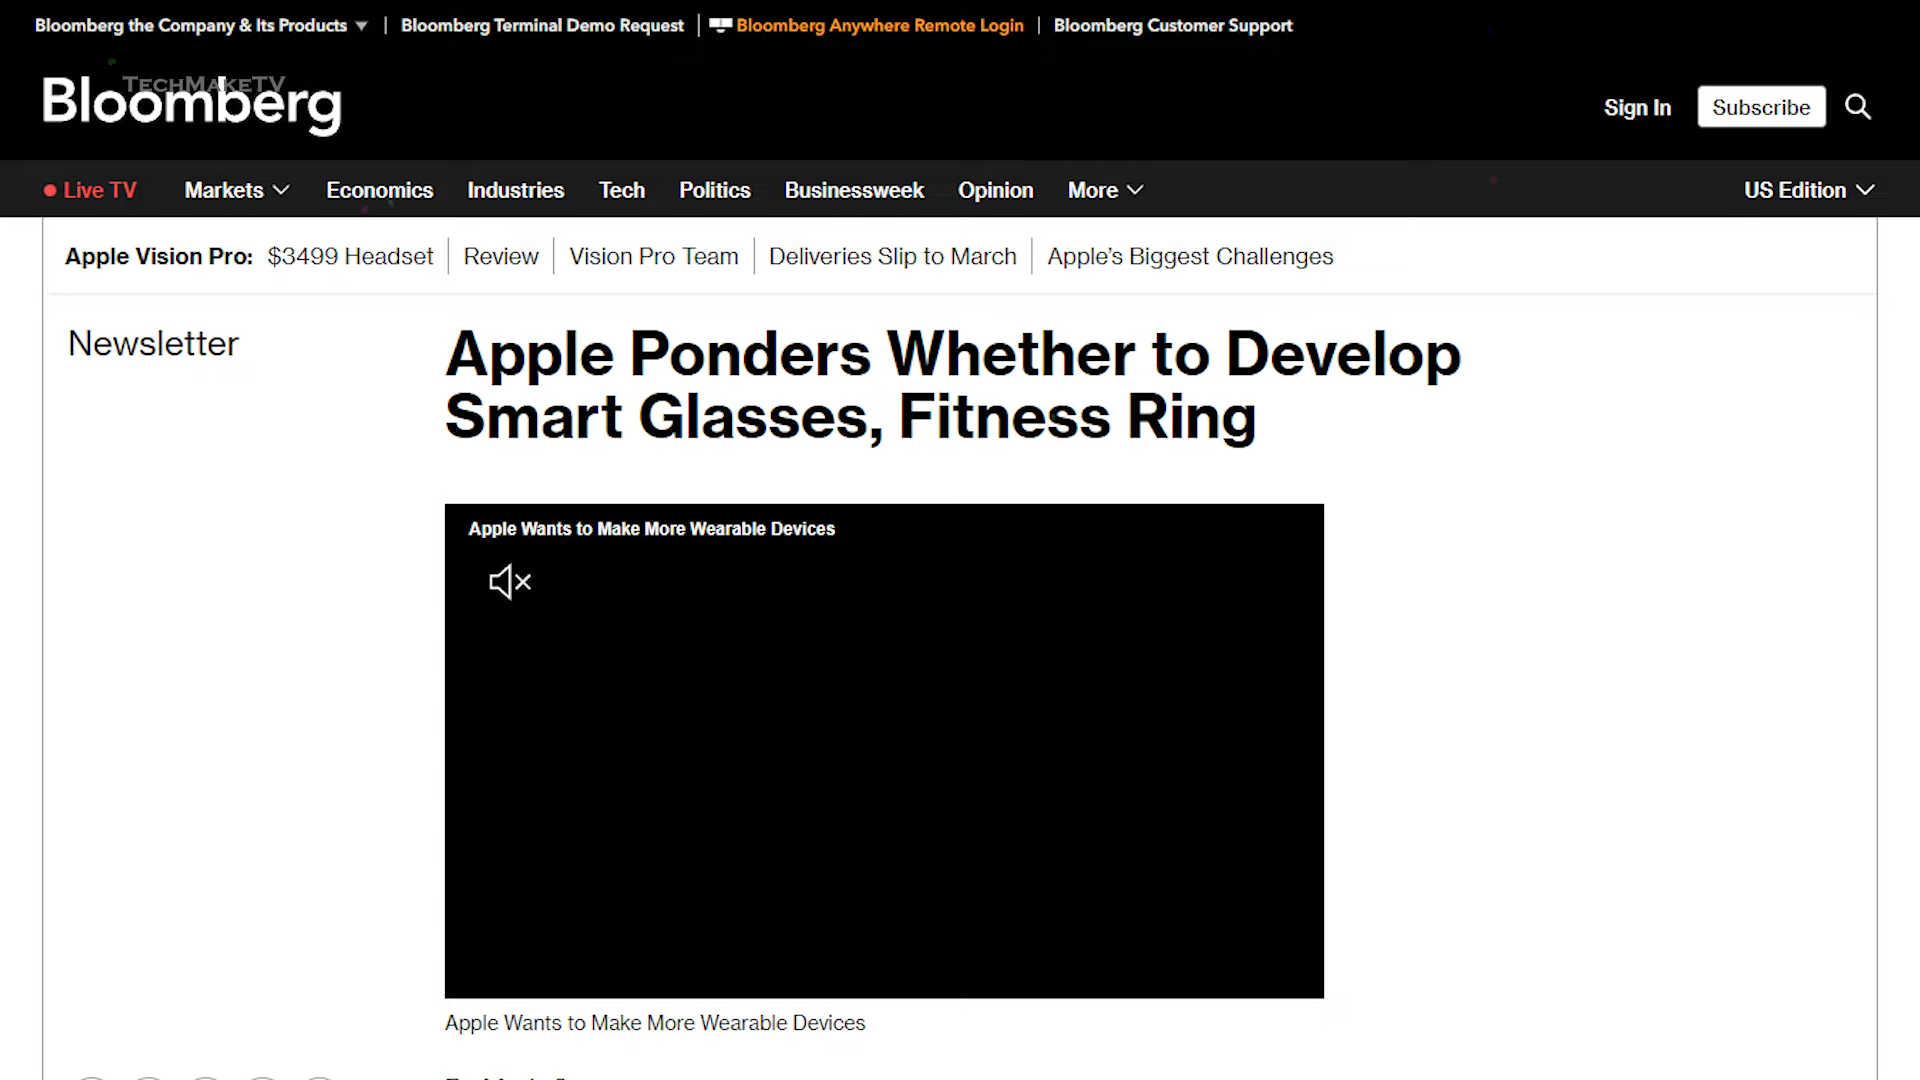 Bloomberg the Company & Its Products
Bloomberg Terminal Demo Request
Bloomberg Anywhere Remote Login
Bloomberg Customer Support
TECHMAKETV
Bloomberg
Sign In
Subscribe
Live TV
Markets
Economics
Industries
Tech
Politics
Businessweek
Opinion
More
US Edition
Apple Vision Pro:
$3499 Headset
Review
Vision Pro Team
Deliveries Slip to March
Apple's Biggest Challenges
Newsletter
Apple Ponders Whether to Develop
Smart Glasses, Fitness Ring
Apple Wants to Make More Wearable Devices
Apple Wants to Make More Wearable Devices